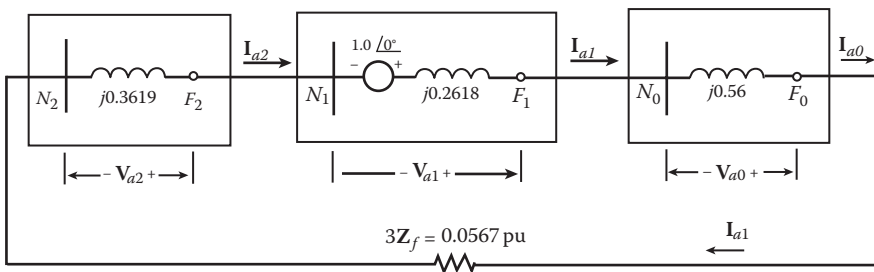 I_a2
1.0 /0°
I_a1
I_a0
- +
N_2 j0.3619 F_2
N_1 j0.2618 F_1
N_0 j0.56 F_0
- V_a2 +
- V_a1 +
- V_a0 +
3Z_f = 0.0567 pu
I_a1